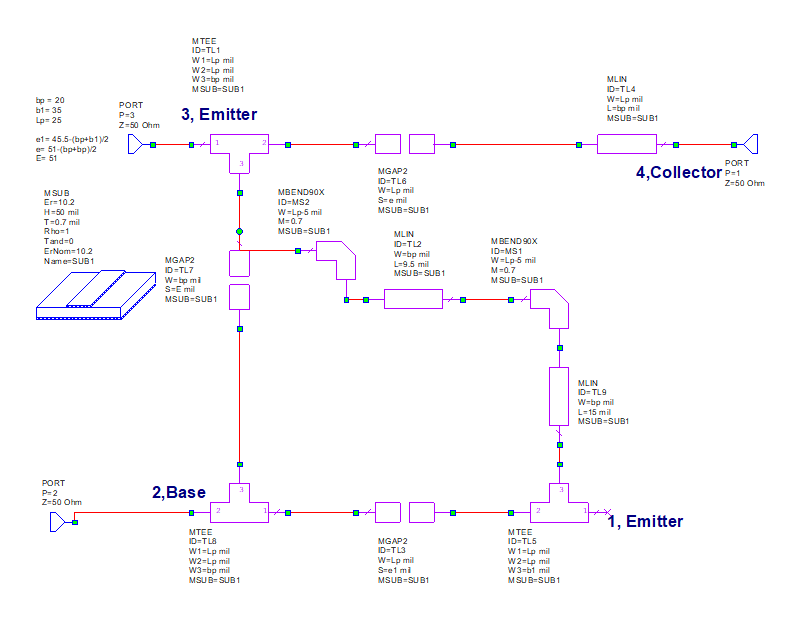 MTEE
ID=TL1
W1=Lp mil
W2=Lp mil
W3=bp mil
MSUB=SUB1
MLIN
ID=TL4
W=Lp mil
L=bp mil
MSUB=SUB1
bp = 20
b1= 35
Lp= 25
e1= 45.5-(bp+b1)/2
e= 51-(bp+bp)/2
E= 51
PORT
P=3
Z=50 Ohm
3, Emitter
1
2
3
4,Collector
PORT
P=1
Z=50 Ohm
MGAP2
ID=TL6
W=Lp mil
S=e mil
MSUB=SUB1
MSUB
Er=10.2
H=50 mil
T=0.7 mil
Rho=1
Tand=0
ErNom=10.2
Name=SUB1
MBEND90X
ID=MS2
W=Lp-5 mil
M=0.7
MSUB=SUB1
MLIN
ID=TL2
W=bp mil
L=9.5 mil
MSUB=SUB1
MBEND90X
ID=MS1
W=Lp-5 mil
M=0.7
MSUB=SUB1
MGAP2
ID=TL7
W=bp mil
S=E mil
MSUB=SUB1
MLIN
ID=TL9
W=bp mil
L=15 mil
MSUB=SUB1
PORT
P=2
Z=50 Ohm
2,Base
3
2
1
3
2
1
1, Emitter
MTEE
ID=TL8
W1=Lp mil
W2=Lp mil
W3=bp mil
MSUB=SUB1
MGAP2
ID=TL3
W=Lp mil
S=e1 mil
MSUB=SUB1
MTEE
ID=TL5
W1=Lp mil
W2=Lp mil
W3=b1 mil
MSUB=SUB1